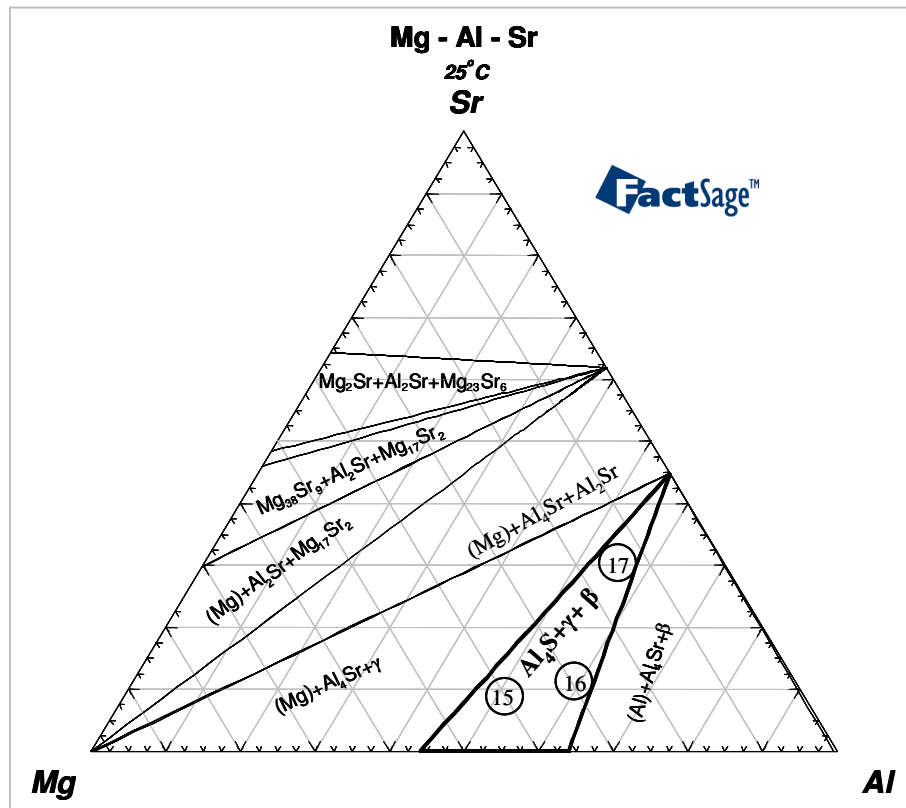 Mg - Al - Sr
25°C
Sr
FactSage™
Mg₂Sr+Al₂Sr+Mg₂₃Sr₆
Mg₃₈Sr₉+Al₂Sr+Mg₁₇Sr₂
(Mg)+Al₂Sr+Mg₁₇Sr₂
(Mg)+Al₄Sr+Al₂Sr
17
Al₄S+γ+β
(Mg)+Al₄Sr+γ
15
16
(Al)+Al₄Sr+β
Mg
Al